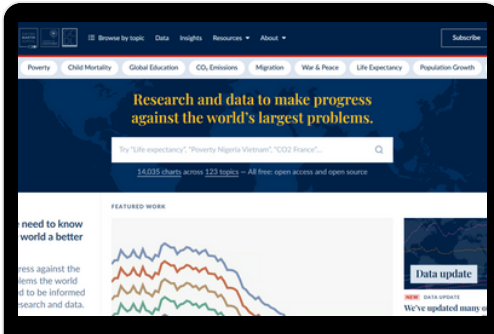 Browse by topic Data Insights Resources About Subscribe
Poverty Child Mortality Global Education CO₂ Emissions Migration War & Peace Life Expectancy Population Growth
Research and data to make progress
against the world's largest problems.
Try "Life expectancy", "Poverty Nigeria Vietnam", "CO2 France"...
14,035 charts across 123 topics — All free: open access and open source
FEATURED WORK
need to know
world a better
ress against the
lems the world
d to be informed
search and data.
Data update
NEW DATA UPDATE
We've updated many o